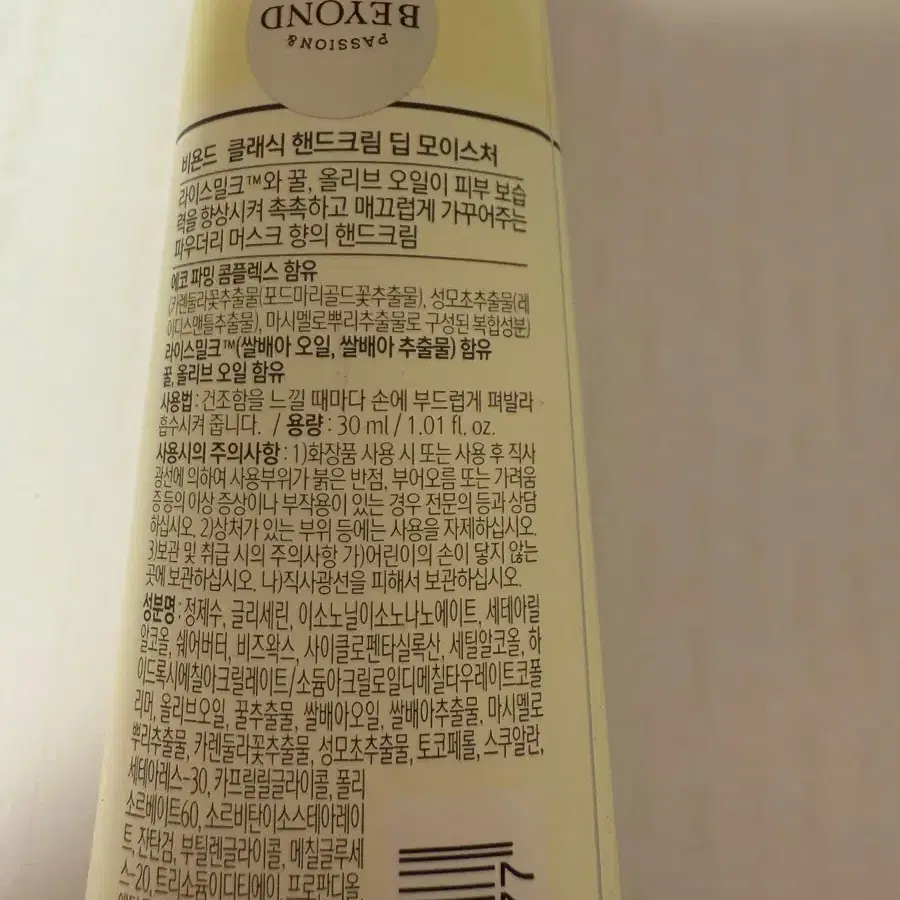 BEYOND
PASSION&
비욘드 클래식 핸드크림 딥 모이스처
라이스밀크™와 꿀, 올리브 오일이 피부 보습
력을 향상시켜 촉촉하고 매끄럽게 가꾸어주는
파우더리 머스크 향의 핸드크림
에코 파밍 콤플렉스 함유
(카렌둘라꽃추출물(포트마리골드꽃추출물), 성모초추출물(레
이디스맨틀추출물), 마시멜로뿌리추출물로 구성된 복합성분)
라이스밀크™(쌀배아 오일, 쌀배아 추출물) 함유
꿀, 올리브 오일 함유
사용법 : 건조함을 느낄 때마다 손에 부드럽게 펴발라
흡수시켜 줍니다. / 용량 : 30 ml / 1.01 fl. oz.
사용시의 주의사항 : 1)화장품 사용 시 또는 사용 후 직사
광선에 의하여 사용부위가 붉은 반점, 부어오름 또는 가려움
증 등의 이상 증상이나 부작용이 있는 경우 전문의 등과 상담
하십시오. 2)상처가 있는 부위 등에는 사용을 자제하십시오.
3)보관 및 취급 시의 주의사항 가)어린이의 손이 닿지 않는
곳에 보관하십시오. 나)직사광선을 피해서 보관하십시오.
성분명 : 정제수, 글리세린, 이소노닐이소노나노에이트, 세테아릴
알코올, 쉐어버터, 비즈왁스, 사이클로펜타실록산, 세틸알코올, 하
이드록시에칠아크릴레이트/소듐아크릴로일디메칠타우레이트코폴
리머, 올리브오일, 꿀추출물, 쌀배아오일, 쌀배아추출물, 마시멜로
뿌리추출물, 카렌둘라꽃추출물, 성모초추출물, 토코페롤, 스쿠알란,
세테아레스-30, 카프릴릴글라이콜, 폴리
소르베이트60, 소르비탄이소스테아레이
트, 잔탄검, 부틸렌글라이콜, 메칠글루세
스-20, 트리소듐이디티에이, 프로판디올,